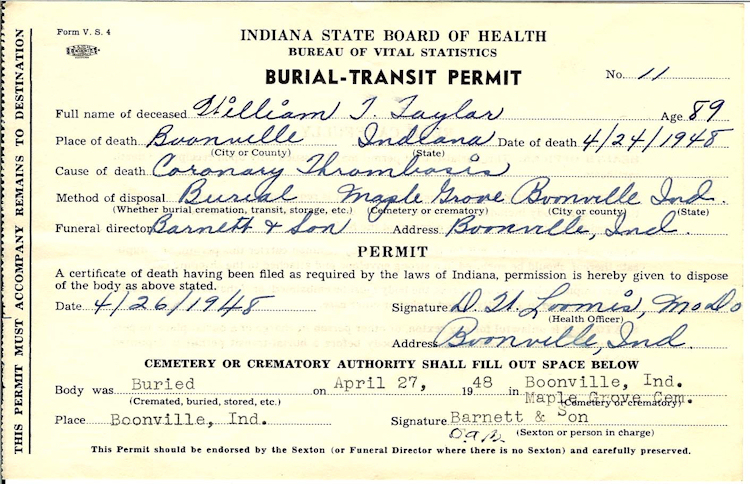 Form V. S. 4
INDIANA STATE BOARD OF HEALTH
BUREAU OF VITAL STATISTICS
BURIAL-TRANSIT PERMIT
No. 11
Full name of deceased William T. Taylor Age 89
Place of death Boonville Indiana Date of death 4/24/1948
(City or County) (State)
Cause of death Coronary Thrombosis
Method of disposal Burial Maple Grove Boonville Ind.
(Whether burial cremation, transit, storage, etc.) (Cemetery or crematory) (City or county) (State)
Funeral director Barnett & Son Address Boonville, Ind.
PERMIT
A certificate of death having been filed as required by the laws of Indiana, permission is hereby given to dispose
of the body as above stated.
Date 4/26/1948 Signature Loomis,
(Health Officer)
Address Boonville, Ind
CEMETERY OR CREMATORY AUTHORITY SHALL FILL OUT SPACE BELOW
Body was Buried on April 27, 1948 in Boonville, Ind.
Maple Grove Cem.
(Cremated, buried, stored, etc.) (Cemetery or crematory)
Place Boonville, Ind. Signature Barnett & Son
(Sexton or person in charge)
This Permit should be endorsed by the Sexton (or Funeral Director where there is no Sexton) and carefully preserved.
THIS PERMIT MUST ACCOMPANY REMAINS TO DESTINATION